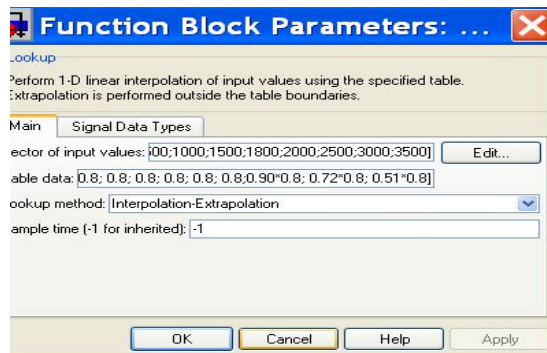 Function Block Parameters: ...
Lookup
Perform 1-D linear interpolation of input values using the specified table.
Extrapolation is performed outside the table boundaries.
Main Signal Data Types
ector of input values: 500;1000;1500;1800;2000;2500;3000;3500] Edit...
able data: 0.8; 0.8; 0.8; 0.8; 0.8; 0.8;0.90*0.8; 0.72*0.8; 0.51*0.8]
ookup method: Interpolation-Extrapolation
ample time (-1 for inherited): -1
OK Cancel Help Apply